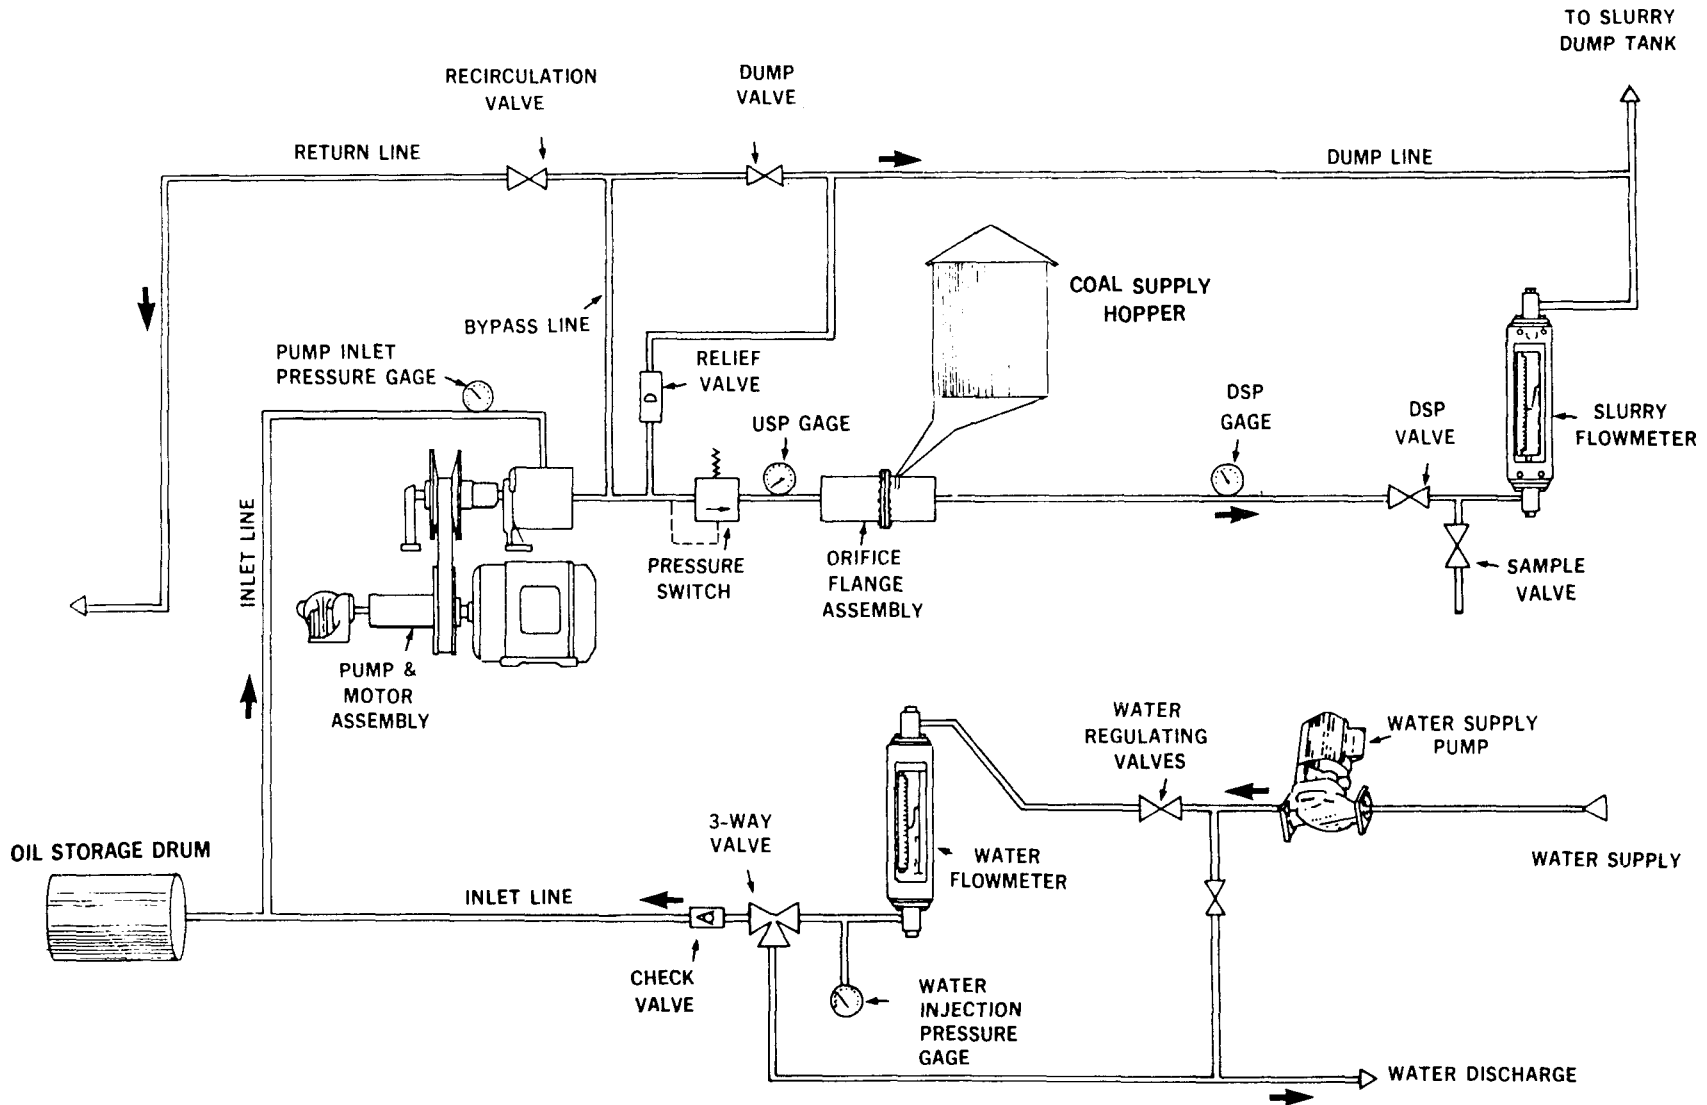 TO SLURRY
DUMP TANK
RECIRCULATION
VALVE
DUMP
VALVE
RETURN LINE
DUMP LINE
COAL SUPPLY
HOPPER
BYPASS LINE
PUMP INLET
PRESSURE GAGE
RELIEF
VALVE
D
USP GAGE
DSP
GAGE
DSP
VALVE
SLURRY
FLOWMETER
INLET LINE
PRESSURE
SWITCH
ORIFICE
FLANGE
ASSEMBLY
SAMPLE
VALVE
PUMP &
MOTOR
ASSEMBLY
WATER
REGULATING
VALVES
WATER SUPPLY
PUMP
3-WAY
VALVE
OIL STORAGE DRUM
WATER
FLOWMETER
WATER SUPPLY
INLET LINE
A
CHECK
VALVE
WATER
INJECTION
PRESSURE
GAGE
WATER DISCHARGE